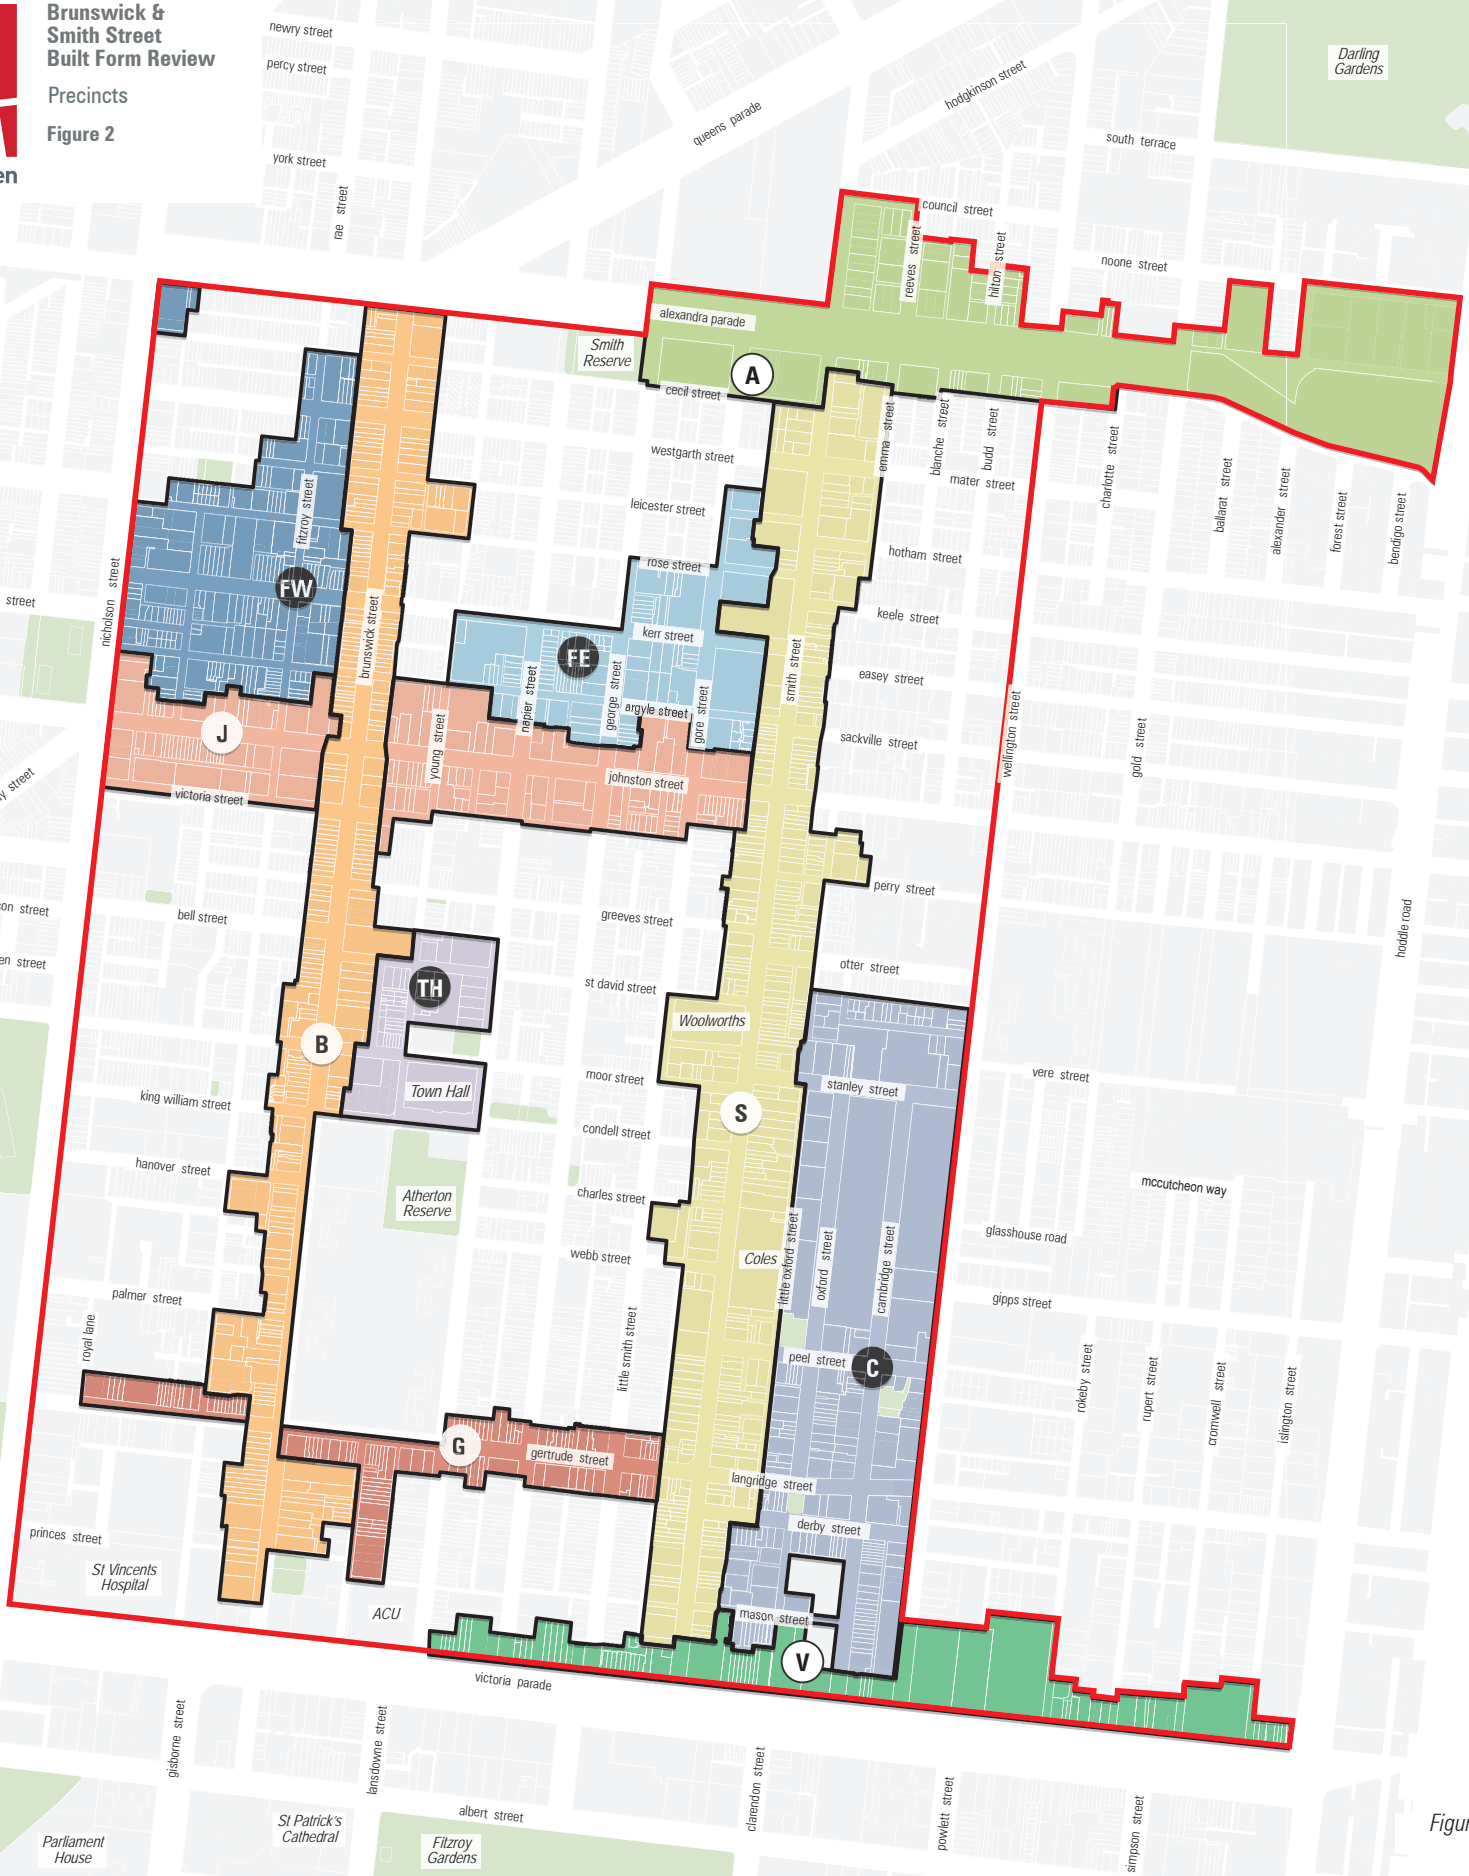 Brunswick &
Smith Street
Built Form Review
Precincts
Figure 2
en
newry street
percy street
york street
rae street
queens parade
hodgkinson street
Darling
Gardens
south terrace
council street
reeves street
hilton street
noone street
alexandra parade
Smith
Reserve
A
cecil street
westgarth street
leicester street
rose street
emma street
blanche street
budd street
mater street
charlotte street
ballarat street
alexander street
forest street
bendigo street
fitzroy street
FW
nicholson street
street
brunswick street
hotham street
keele street
kerr street
FE
napier street
george street
argyle street
gore street
smith street
easey street
sackville street
wellington street
gold street
J
young street
johnston street
victoria street
y street
perry street
on street
bell street
greeves street
hoddle road
en street
otter street
st david street
TH
Woolworths
B
moor street
stanley street
vere street
Town Hall
king william street
S
condell street
hanover street
charles street
mccutcheon way
Atherton
Reserve
glasshouse road
webb street
Coles
little oxford street
oxford street
cambridge street
palmer street
gipps street
royal lane
little smith street
peel street
C
rokeby street
rupert street
cromwell street
islington street
G
gertrude street
langridge street
derby street
princes street
St Vincents
Hospital
ACU
mason street
V
victoria parade
gisborne street
lansdowne street
clarendon street
powlett street
simpson street
albert street
St Patrick's
Cathedral
Fitzroy
Gardens
Parliament
House
Figur